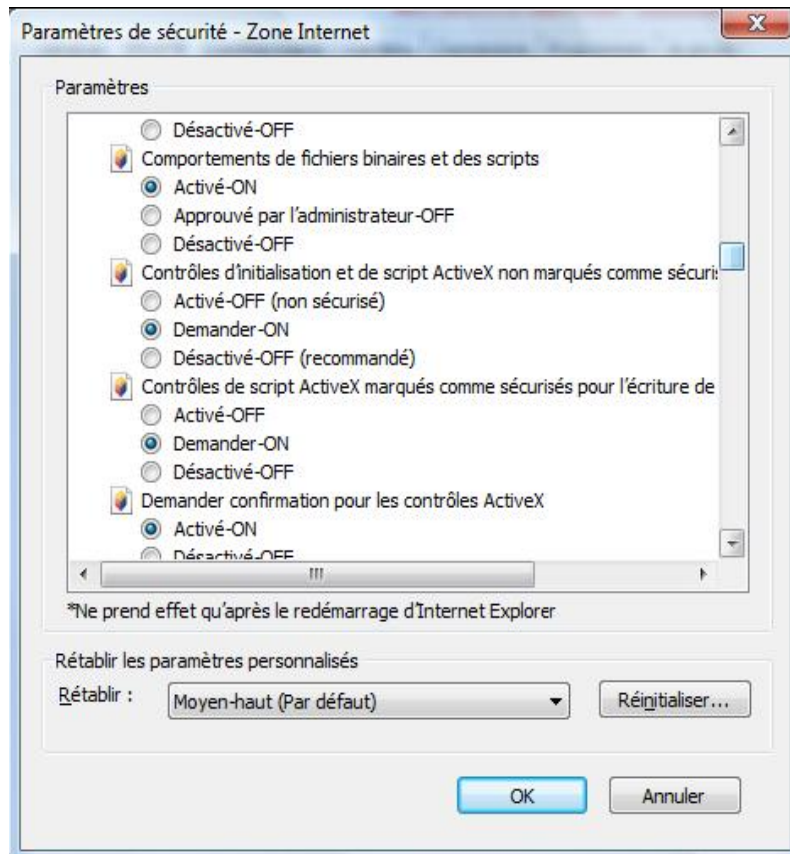 Paramètres de sécurité - Zone Internet
Paramètres
Désactivé-OFF
Comportements de fichiers binaires et des scripts
Activé-ON
Approuvé par l'administrateur-OFF
Désactivé-OFF
Contrôles d'initialisation et de script ActiveX non marqués comme sécuri
Activé-OFF (non sécurisé)
Demander-ON
Désactivé-OFF (recommandé)
Contrôles de script ActiveX marqués comme sécurisés pour l'écriture de
Activé-OFF
Demander-ON
Désactivé-OFF
Demander confirmation pour les contrôles ActiveX
Activé-ON
Désactivé-OFF
*Ne prend effet qu'après le redémarrage d'Internet Explorer
Rétablir les paramètres personnalisés
Rétablir : Moyen-haut (Par défaut) Réinitialiser...
OK Annuler